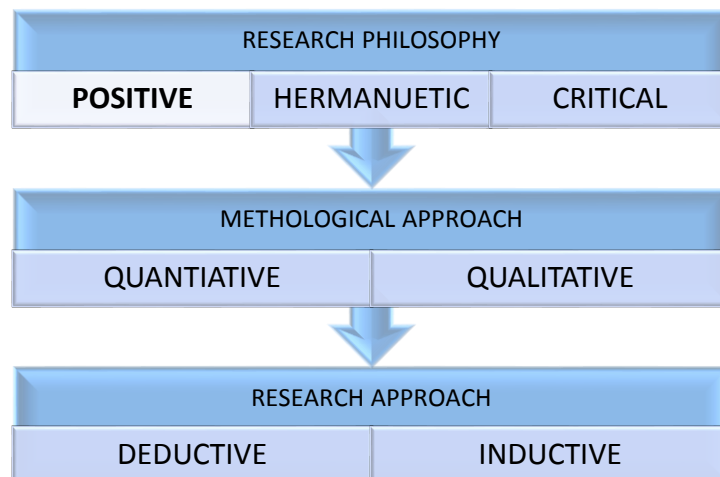 RESEARCH PHILOSOPHY
POSITIVE HERMANUETIC CRITICAL
METHOLOGICAL APPROACH
QUANTIATIVE QUALITATIVE
RESEARCH APPROACH
DEDUCTIVE INDUCTIVE